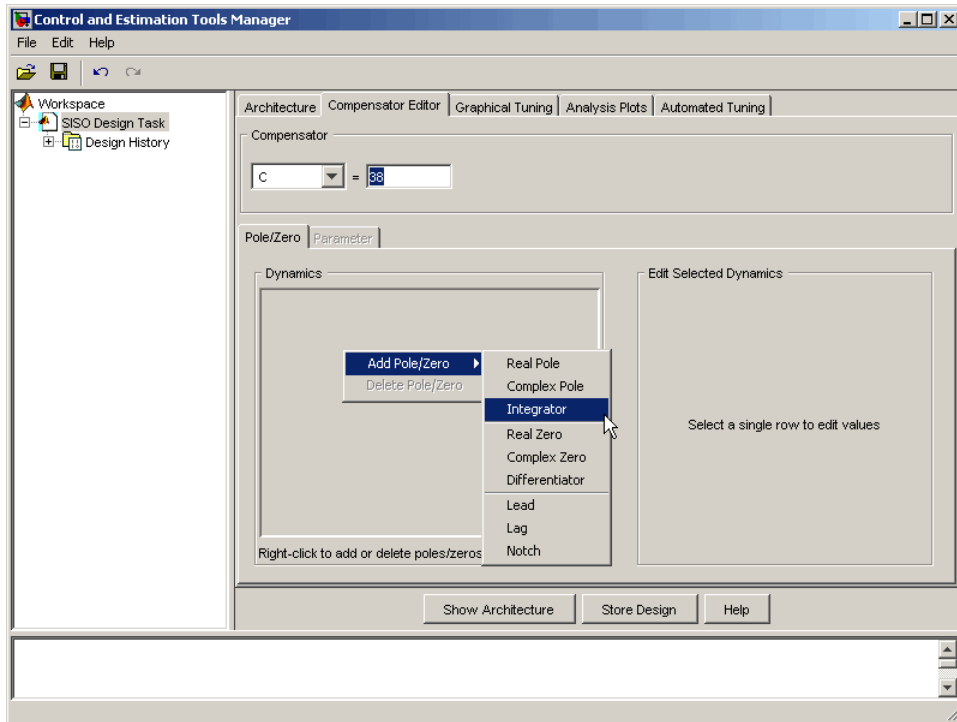 Control and Estimation Tools Manager
File Edit Help
Workspace
SISO Design Task
Design History
Architecture Compensator Editor Graphical Tuning Analysis Plots Automated Tuning
Compensator
C = 38
Pole/Zero Parameter
Dynamics
Edit Selected Dynamics
Add Pole/Zero
Delete Pole/Zero
Real Pole
Complex Pole
Integrator
Real Zero
Complex Zero
Differentiator
Lead
Lag
Notch
Select a single row to edit values
Right-click to add or delete poles/zeros
Show Architecture Store Design Help